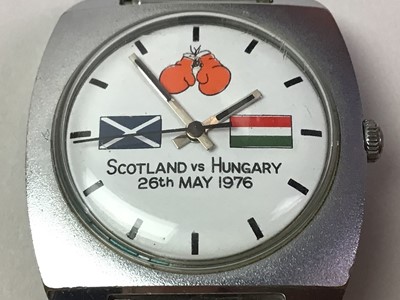 SCOTLAND vs HUNGARY
26th MAY 1976